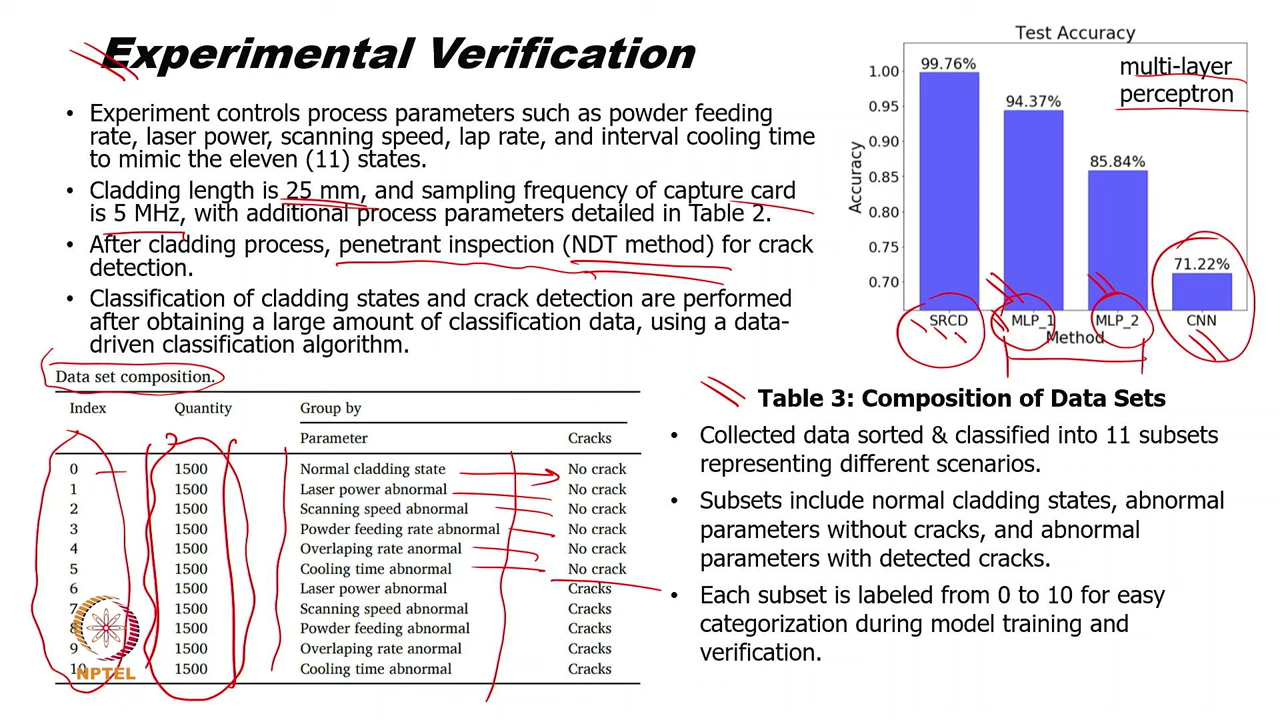 Experimental Verification
• Experiment controls process parameters such as powder feeding
rate, laser power, scanning speed, lap rate, and interval cooling time
to mimic the eleven (11) states.
• Cladding length is 25 mm, and sampling frequency of capture card
is 5 MHz, with additional process parameters detailed in Table 2.
• After cladding process, penetrant inspection (NDT method) for crack
detection.
• Classification of cladding states and crack detection are performed
after obtaining a large amount of classification data, using a data-
driven classification algorithm.
Data set composition.
Index Quantity Group by
Parameter Cracks
0 1500 Normal cladding state No crack
1 1500 Laser power abnormal No crack
2 1500 Scanning speed abnormal No crack
3 1500 Powder feeding rate abnormal No crack
4 1500 Overlaping rate anormal No crack
5 1500 Cooling time abnormal No crack
6 1500 Laser power abnormal Cracks
7 1500 Scanning speed abnormal Cracks
8 1500 Powder feeding abnormal Cracks
9 1500 Overlaping rate anormal Cracks
10 1500 Cooling time abnormal Cracks
NPTEL
Test Accuracy
multi-layer
perceptron
99.76%
94.37%
85.84%
71.22%
1.00
0.95
0.90
0.85
0.80
0.75
0.70
Accuracy
SRCD MLP_1 MLP_2 CNN
Method
Table 3: Composition of Data Sets
• Collected data sorted & classified into 11 subsets
representing different scenarios.
• Subsets include normal cladding states, abnormal
parameters without cracks, and abnormal
parameters with detected cracks.
• Each subset is labeled from 0 to 10 for easy
categorization during model training and
verification.